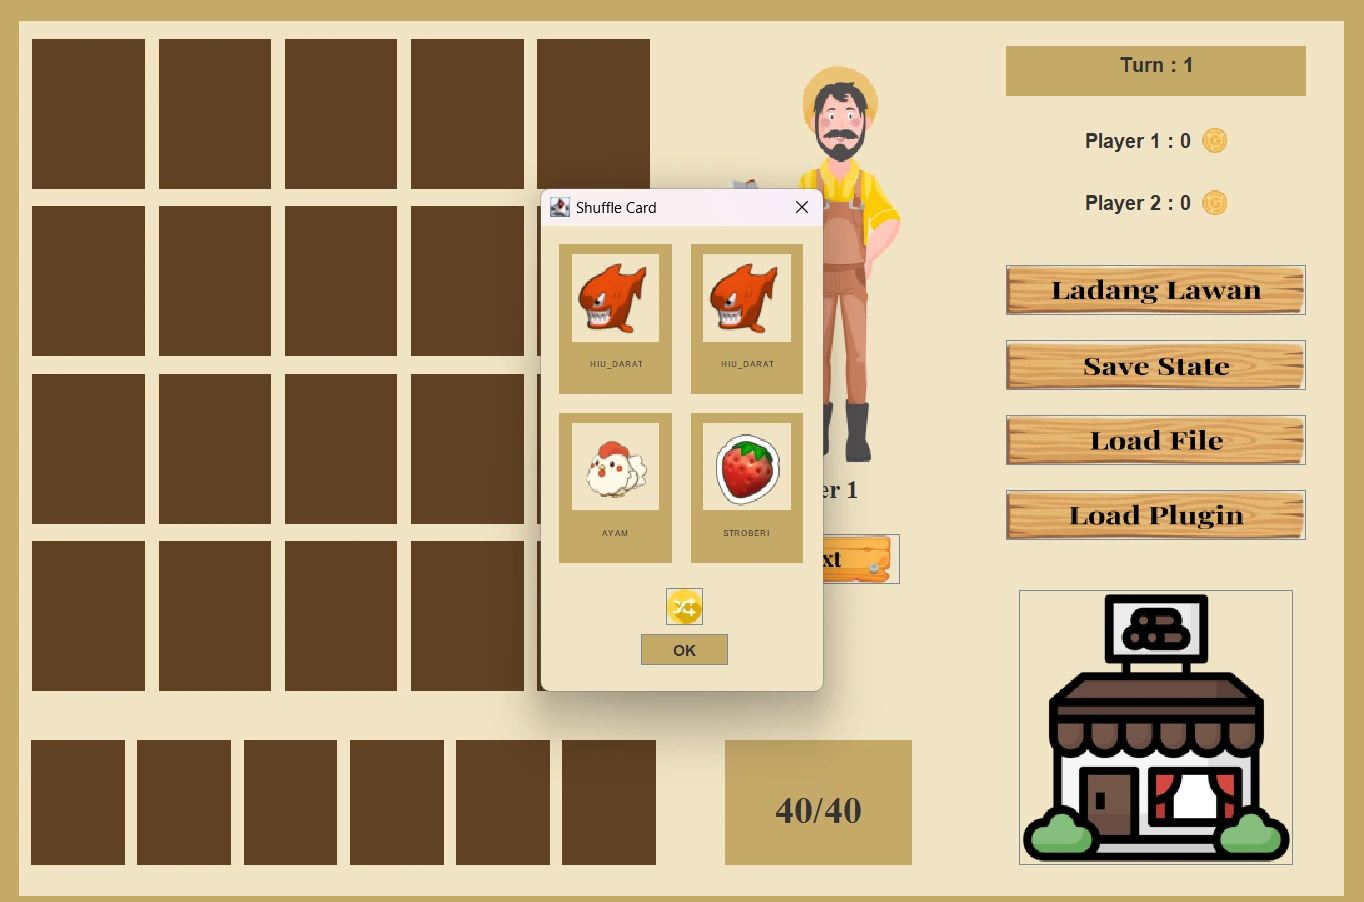 Turn : 1
Player 1 : 0
Player 2 : 0
Shuffle Card
HIU_DARAT
HIU_DARAT
AYAM
STROBERI
OK
Ladang Lawan
Save State
Load File
Load Plugin
er 1
xt
40/40